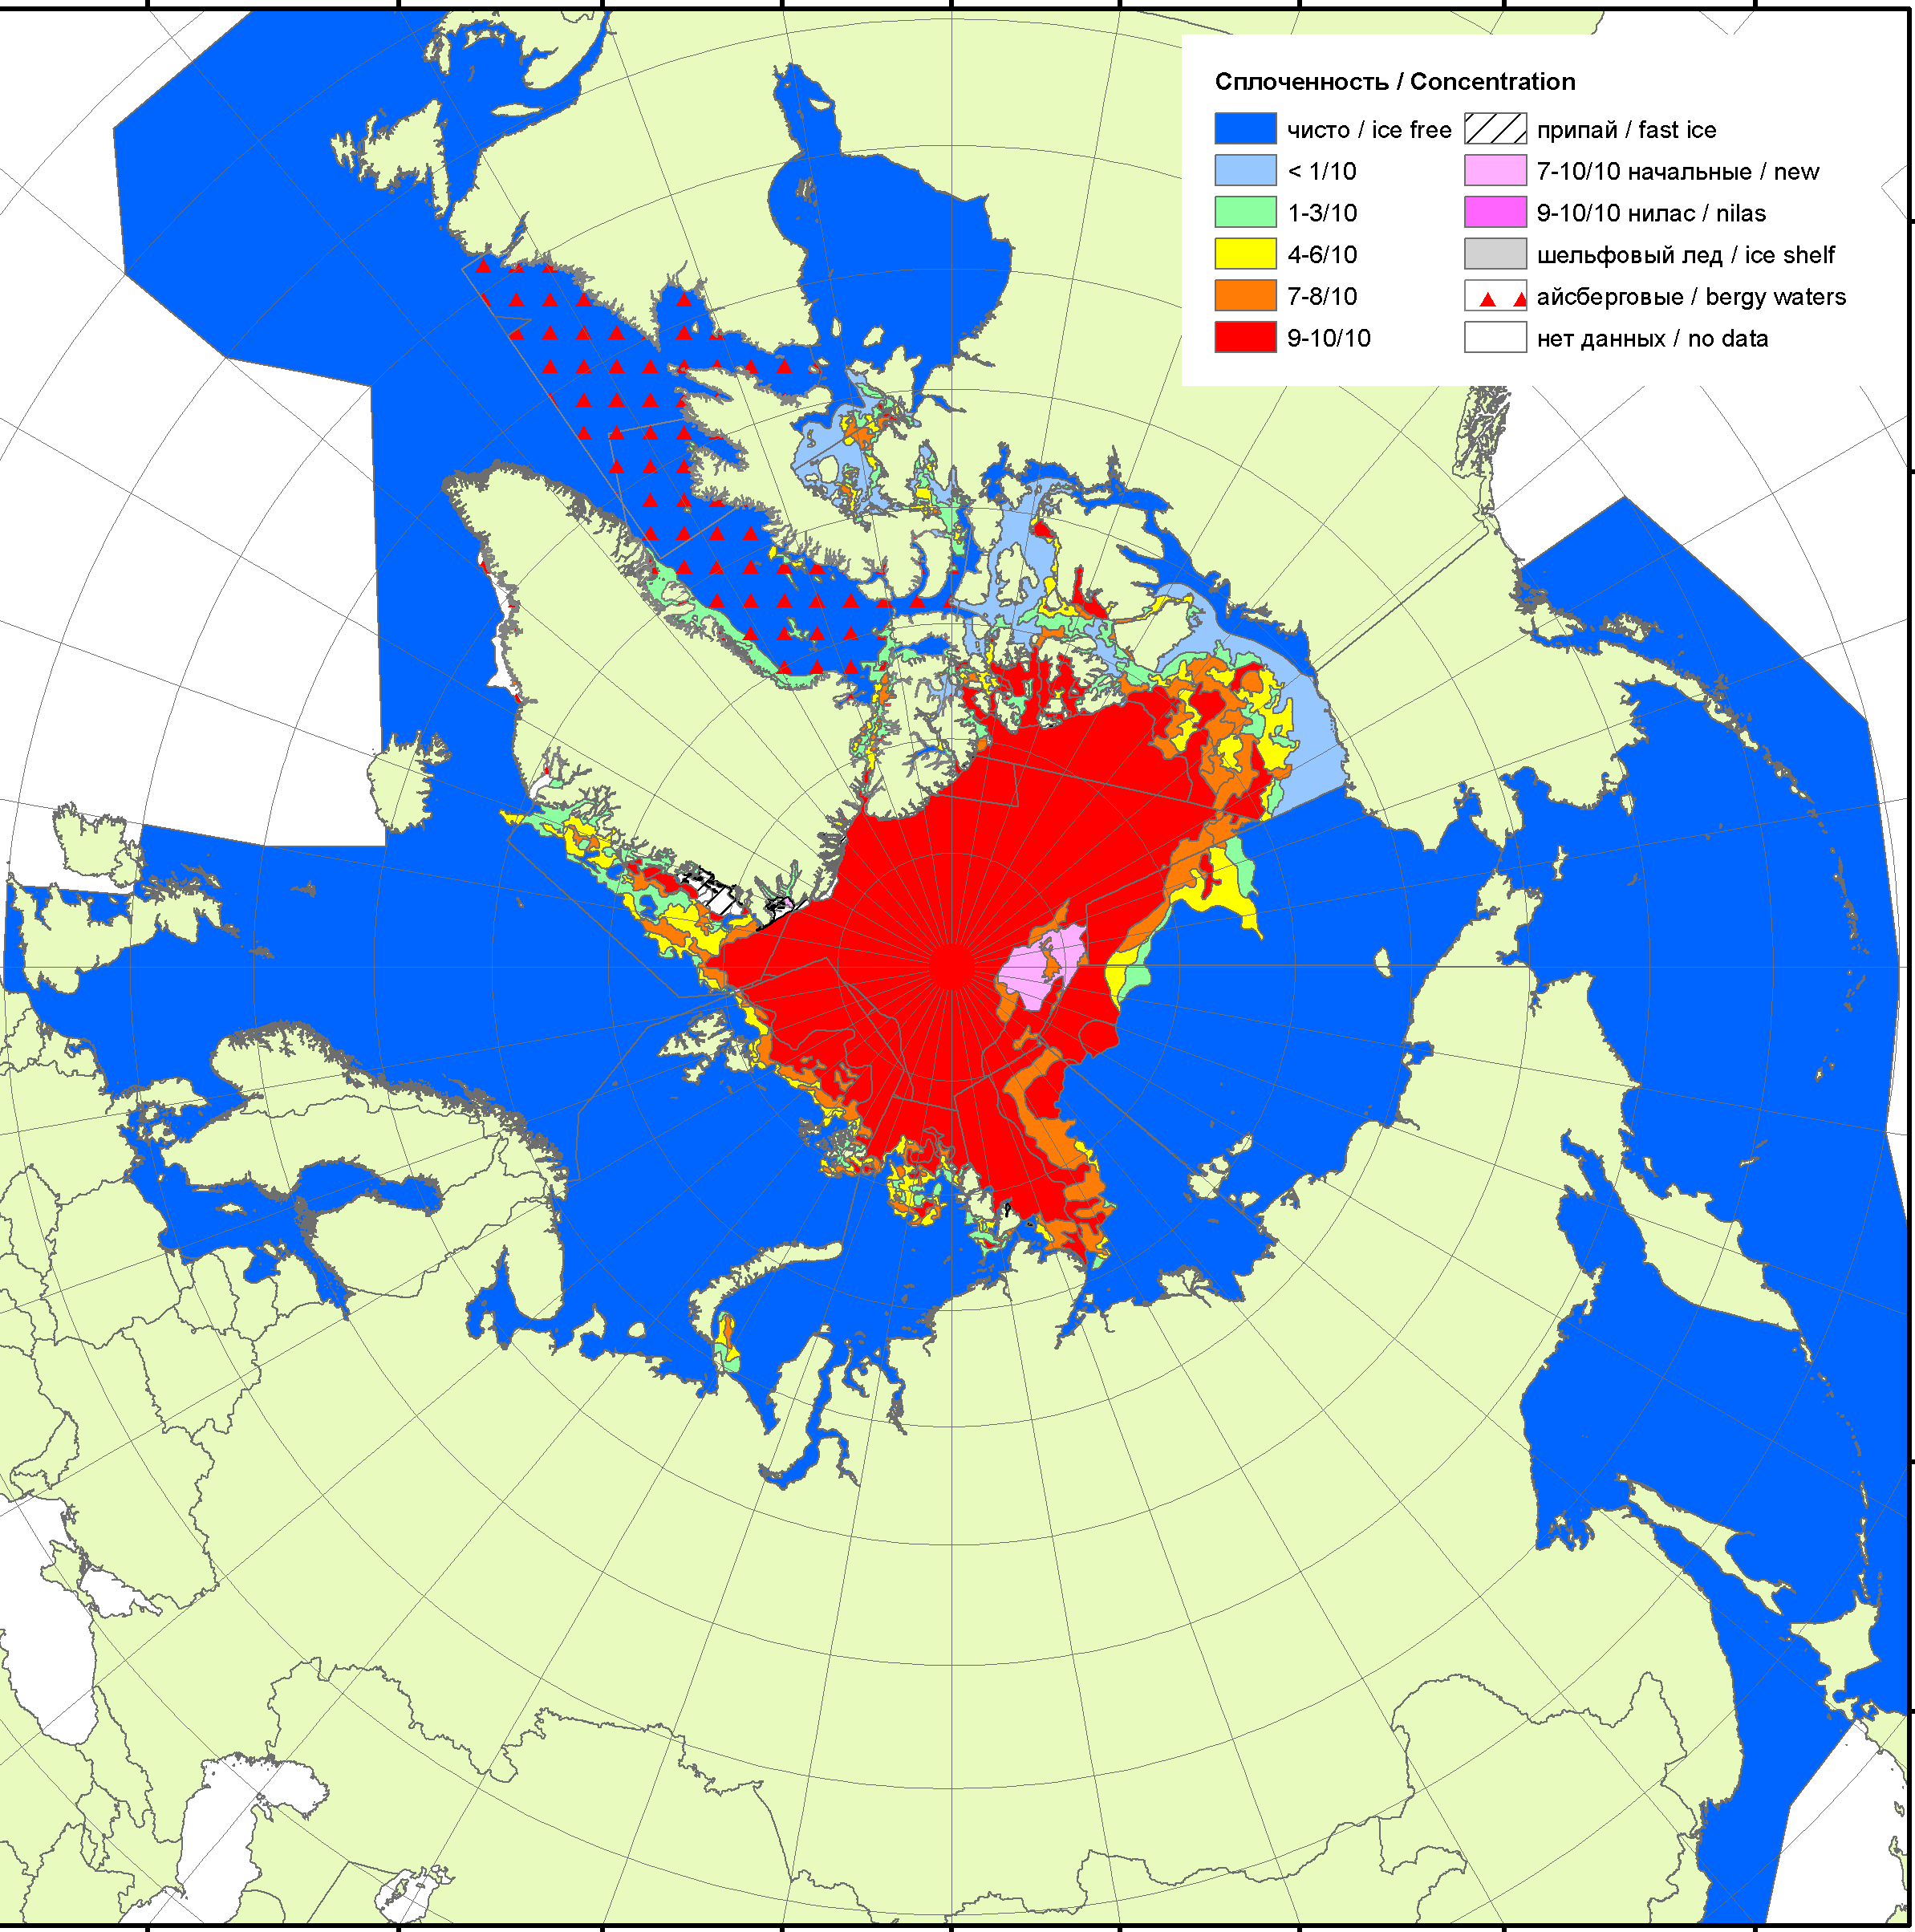 Сплоченность / Concentration
чисто / ice free
< 1/10
1-3/10
4-6/10
7-8/10
9-10/10
припай / fast ice
7-10/10 начальные / new
9-10/10 нилас / nilas
шельфовый лед / ice shelf
айсберговые / bergy waters
нет данных / no data